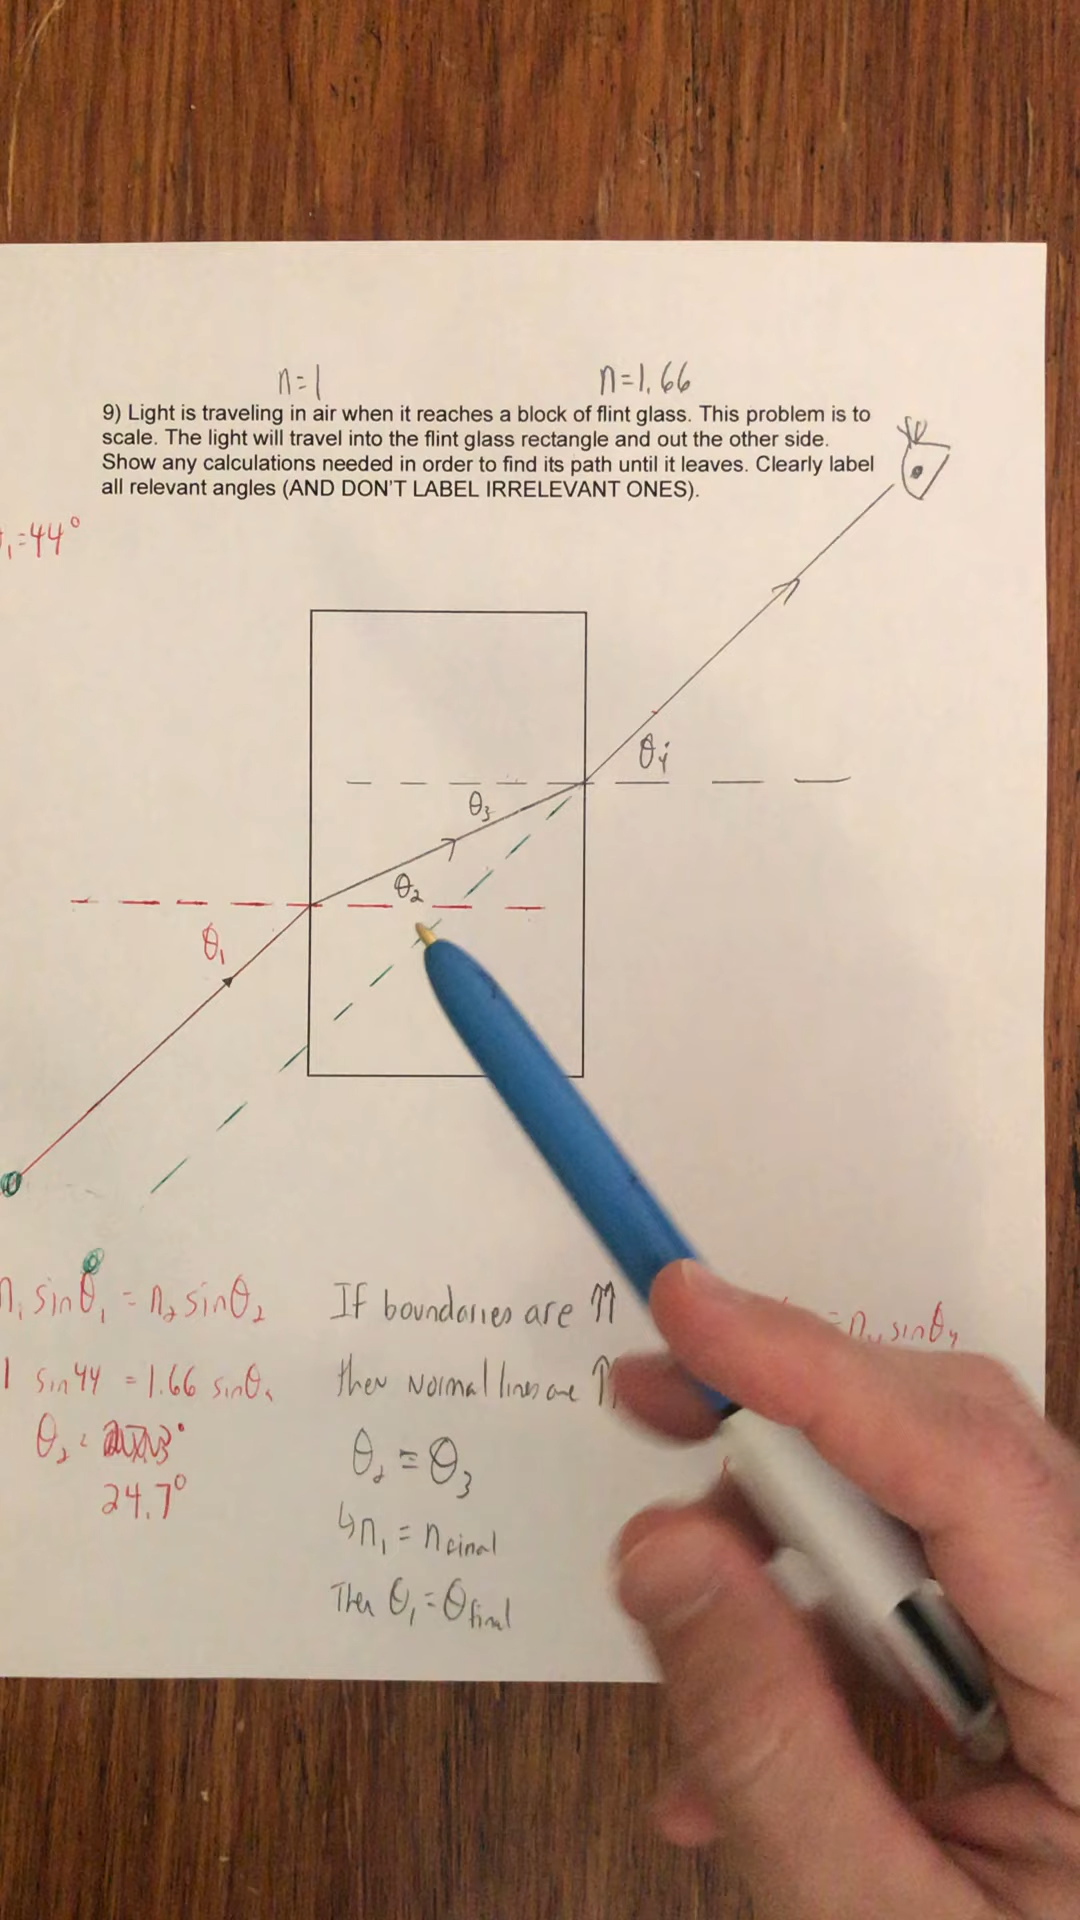 n=1
n=1.66
9) Light is traveling in air when it reaches a block of flint glass. This problem is to
scale. The light will travel into the flint glass rectangle and out the other side.
Show any calculations needed in order to find its path until it leaves. Clearly label
all relevant angles (AND DON'T LABEL IRRELEVANT ONES).
₁=44°
θ₄
θ₃
θ₂
θ₁
n₁ sinθ₁ = n₂ sinθ₂
1 sin44 = 1.66 sinθ₂
θ₂ =
24.7°
If boundaries are ⇈
then Normal lines are
θ₂ = θ₃
↳n₁ = nfinal
Then θ₁ = θfinal
= n₄ sinθ₄